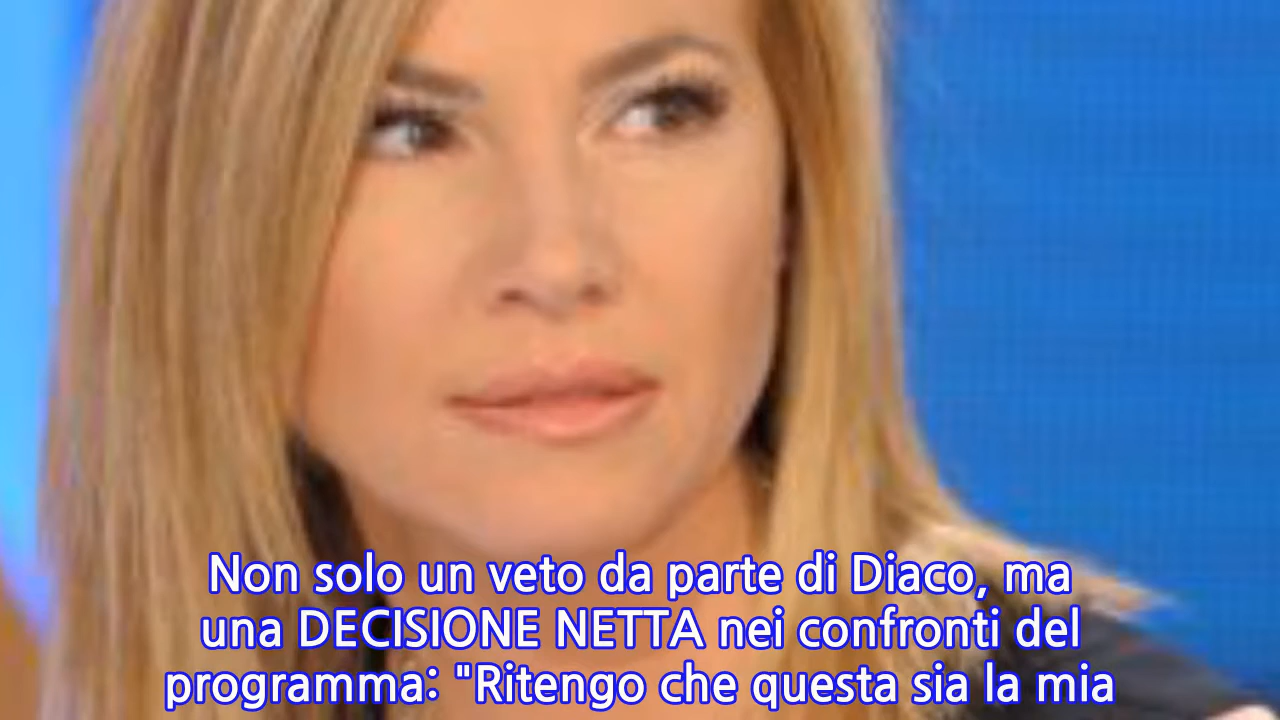 Non solo un veto da parte di Diaco, ma
una DECISIONE NETTA nei confronti del
programma: "Ritengo che questa sia la mia